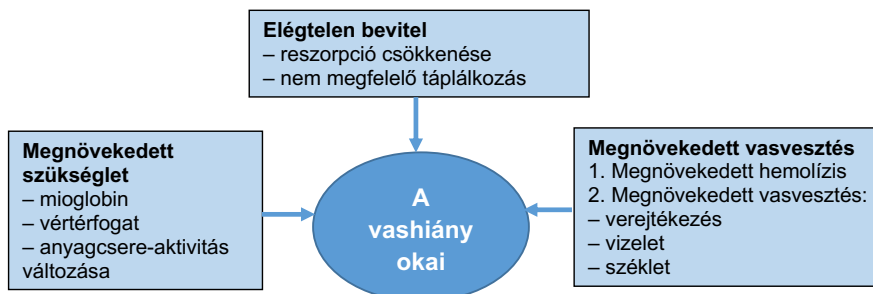 Elégtelen bevitel
– reszorpció csökkenése
– nem megfelelő táplálkozás
Megnövekedett
szükséglet
– mioglobin
– vértérfogat
– anyagcsere-aktivitás
változása
A
vashiány
okai
Megnövekedett vasvesztés
1. Megnövekedett hemolízis
2. Megnövekedett vasvesztés:
– verejtékezés
– vizelet
– széklet